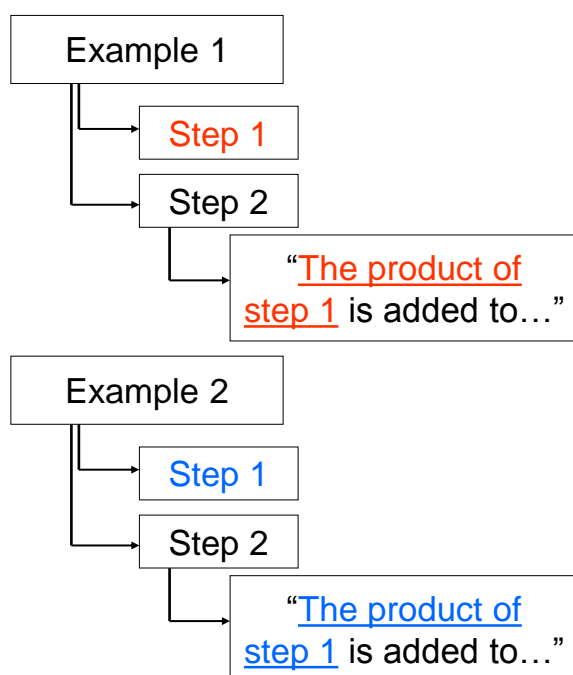 Example 1
Step 1
Step 2
“The product of
step 1 is added to…”
Example 2
Step 1
Step 2
“The product of
step 1 is added to…”